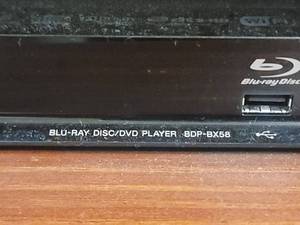 Blu-ray Disc
BLU-RAY DISC/DVD PLAYER BDP-BX58